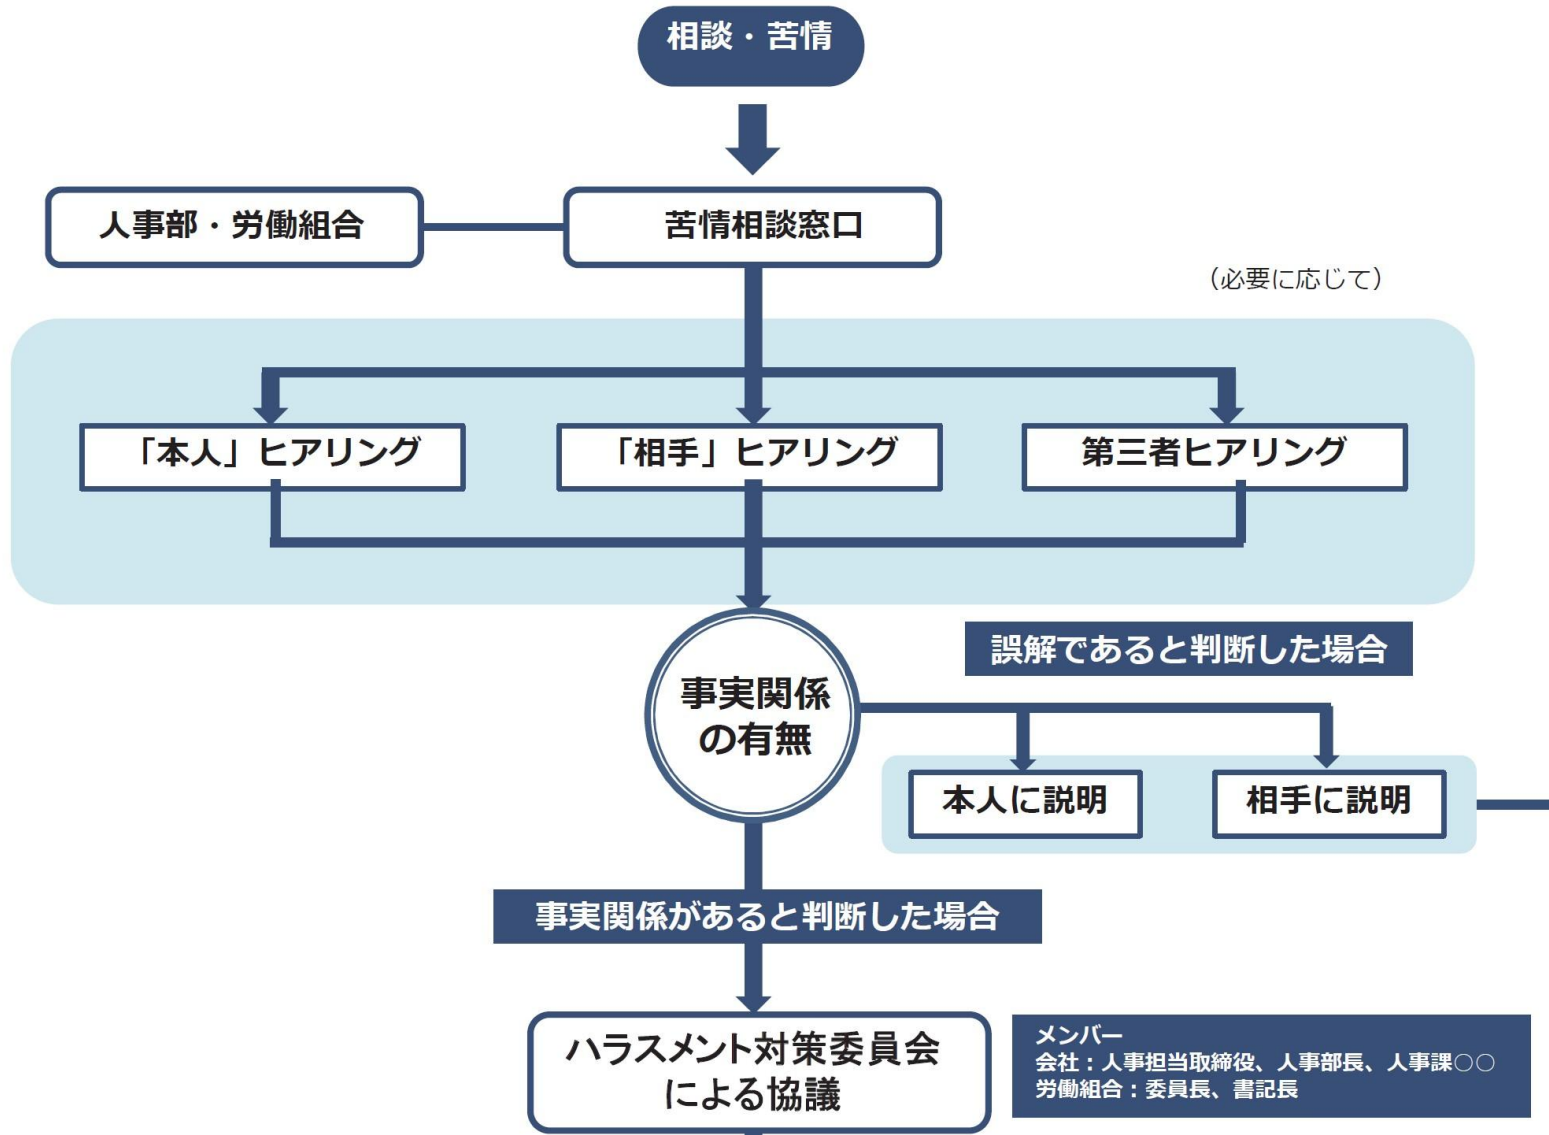 相談・苦情
人事部・労働組合
苦情相談窓口
（必要に応じて）
「本人」ヒアリング
「相手」ヒアリング
第三者ヒアリング
誤解であると判断した場合
事実関係
の有無
本人に説明
相手に説明
事実関係があると判断した場合
ハラスメント対策委員会
による協議
メンバー
会社：人事担当取締役、人事部長、人事課○○
労働組合：委員長、書記長